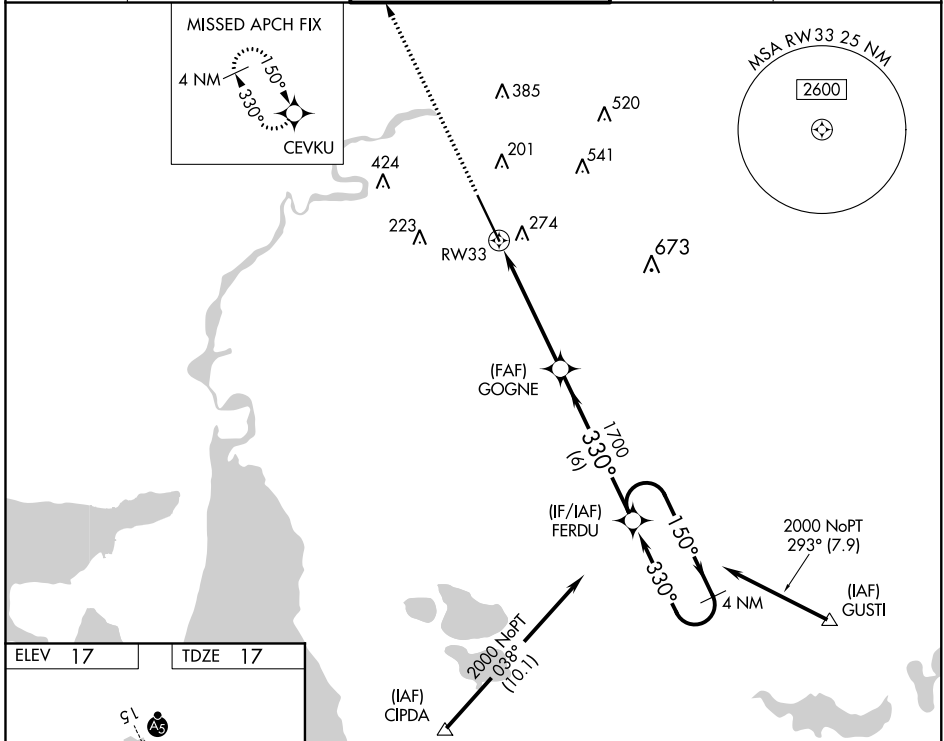 MISSED APCH FIX
4 NM
150°
330°
CEVKU
MSA RW33 25 NM
2600
385
520
201
541
424
223
274
RW33
673
(FAF)
GOGNE
1700
330°
(6)
(IF/IAF)
FERDU
150°
330°
4 NM
2000 NoPT
293° (7.9)
(IAF)
GUSTI
2000 NoPT
038°
(10.1)
(IAF)
CIPDA
ELEV 17
TDZE 17
15
A5